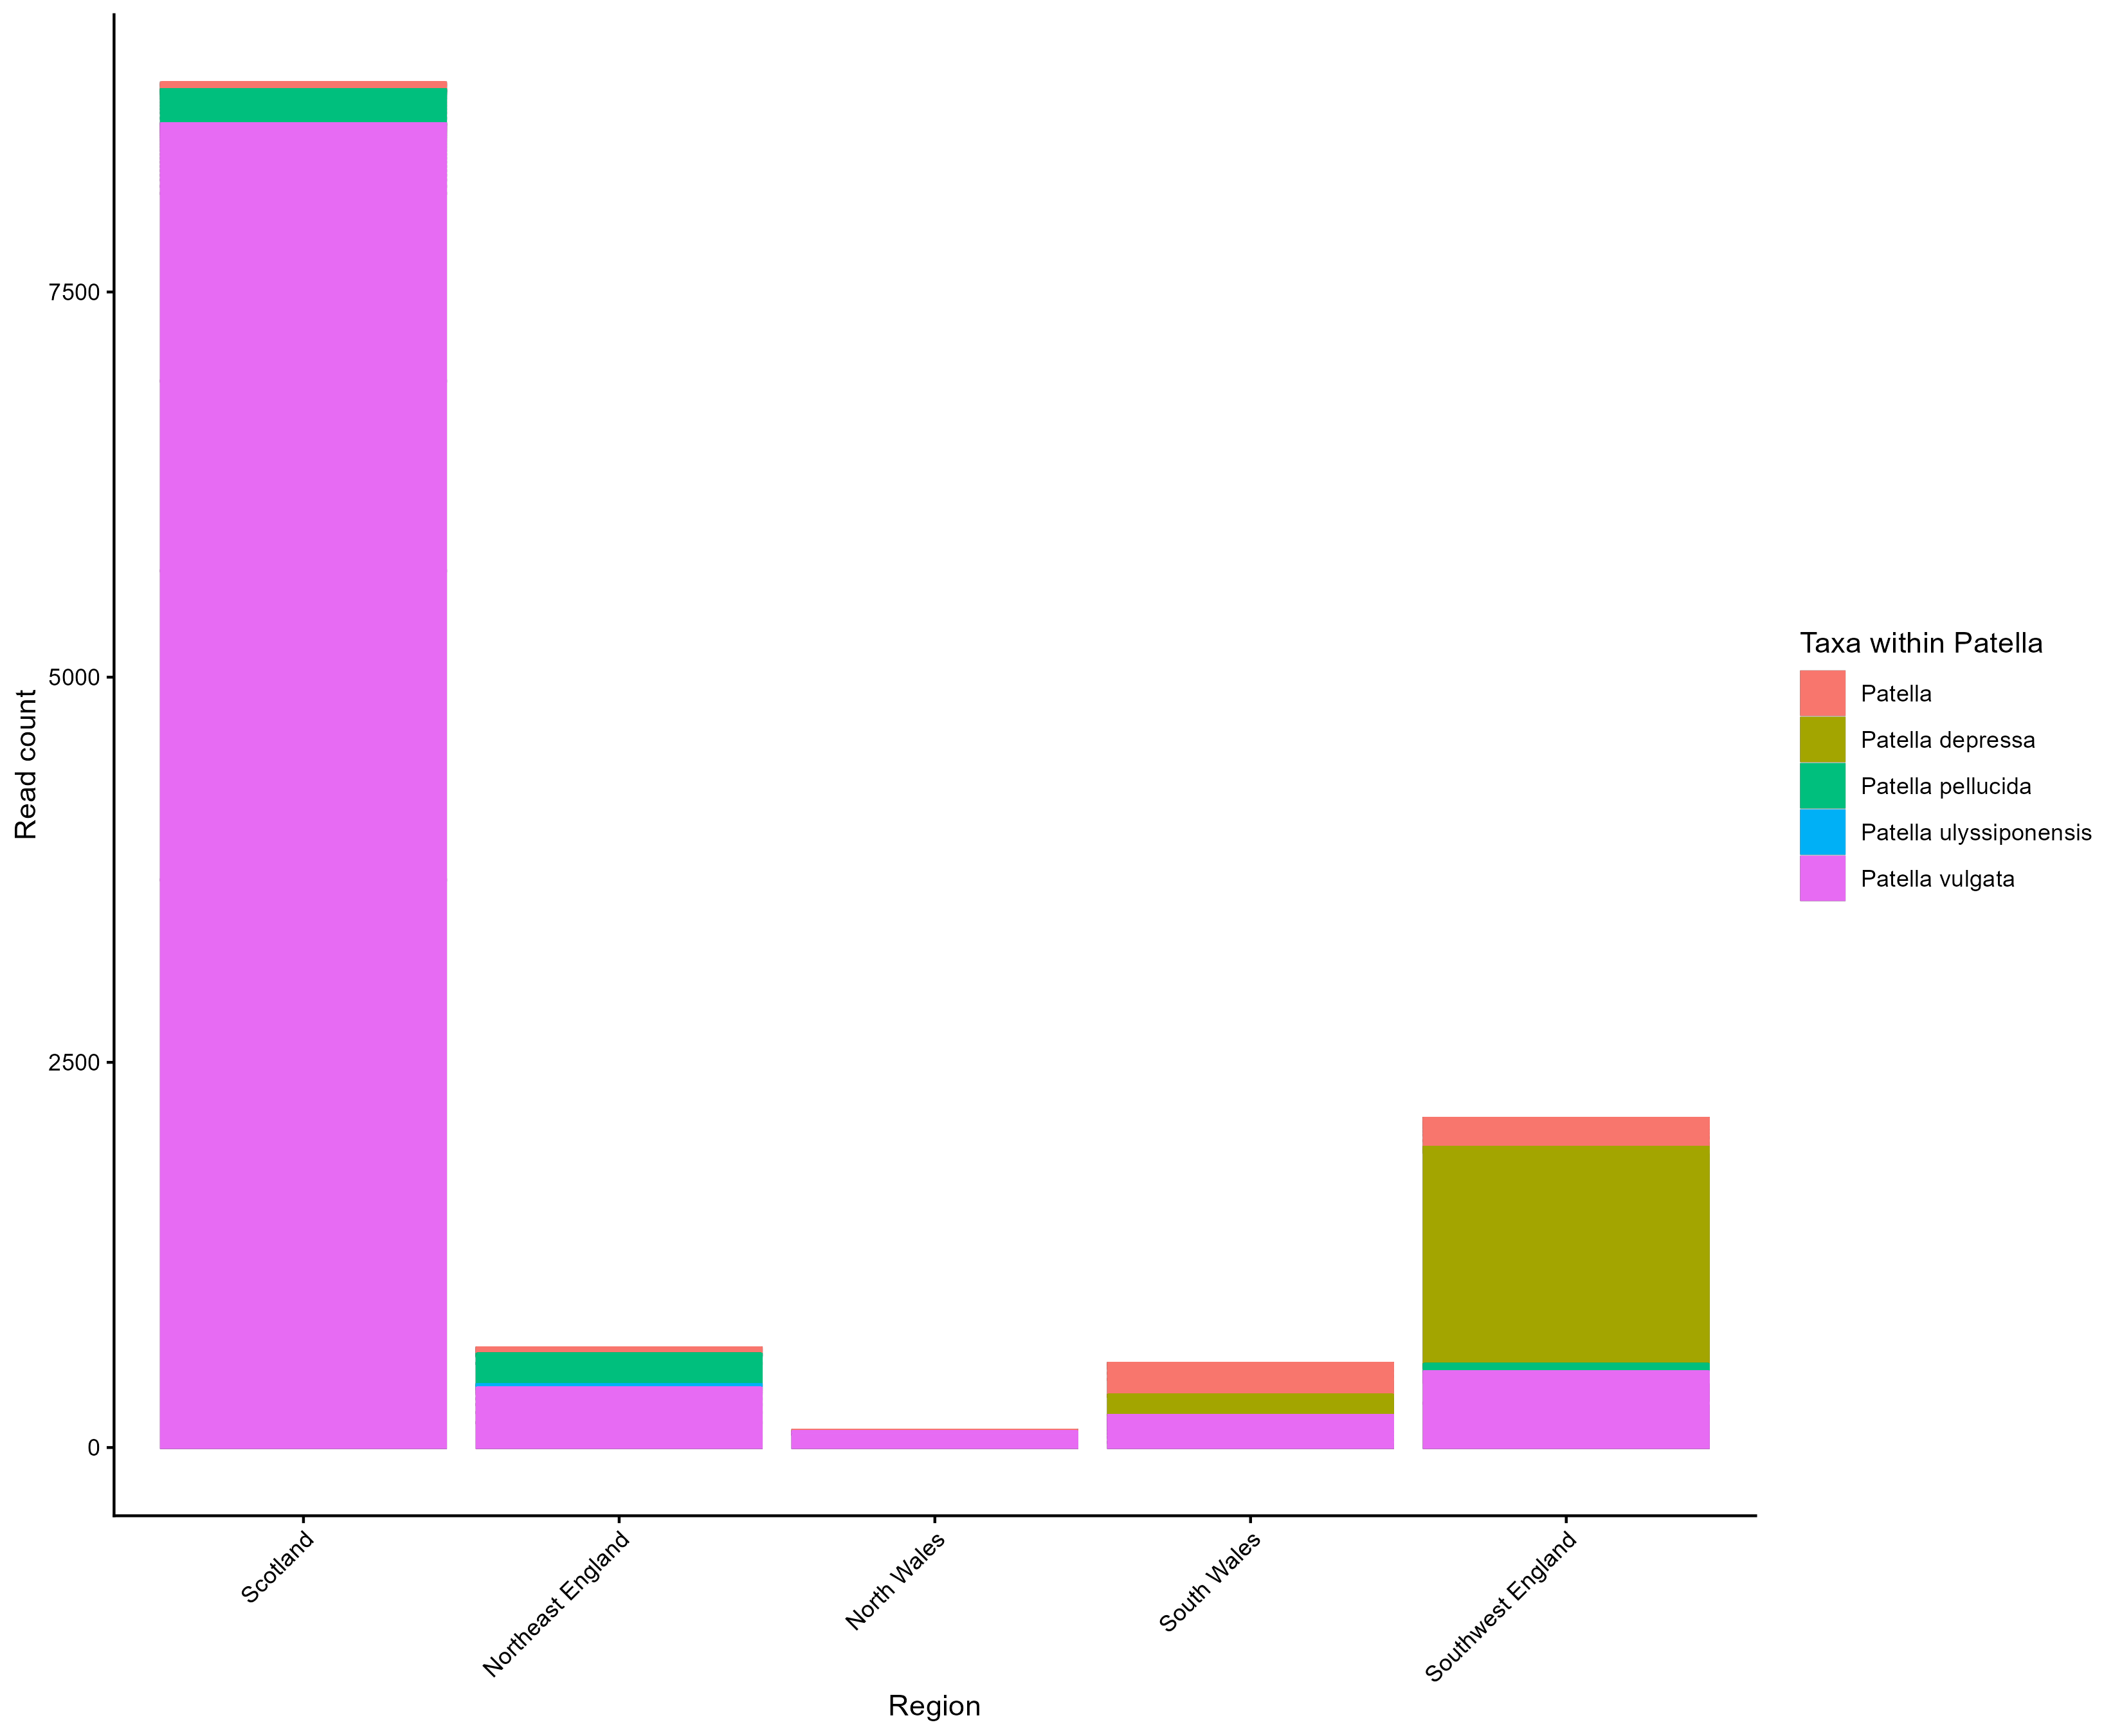 Read count
7500
5000
2500
0
Scotland
Northeast England
North Wales
South Wales
Southwest England
Region
Taxa within Patella
Patella
Patella depressa
Patella pellucida
Patella ulyssiponensis
Patella vulgata